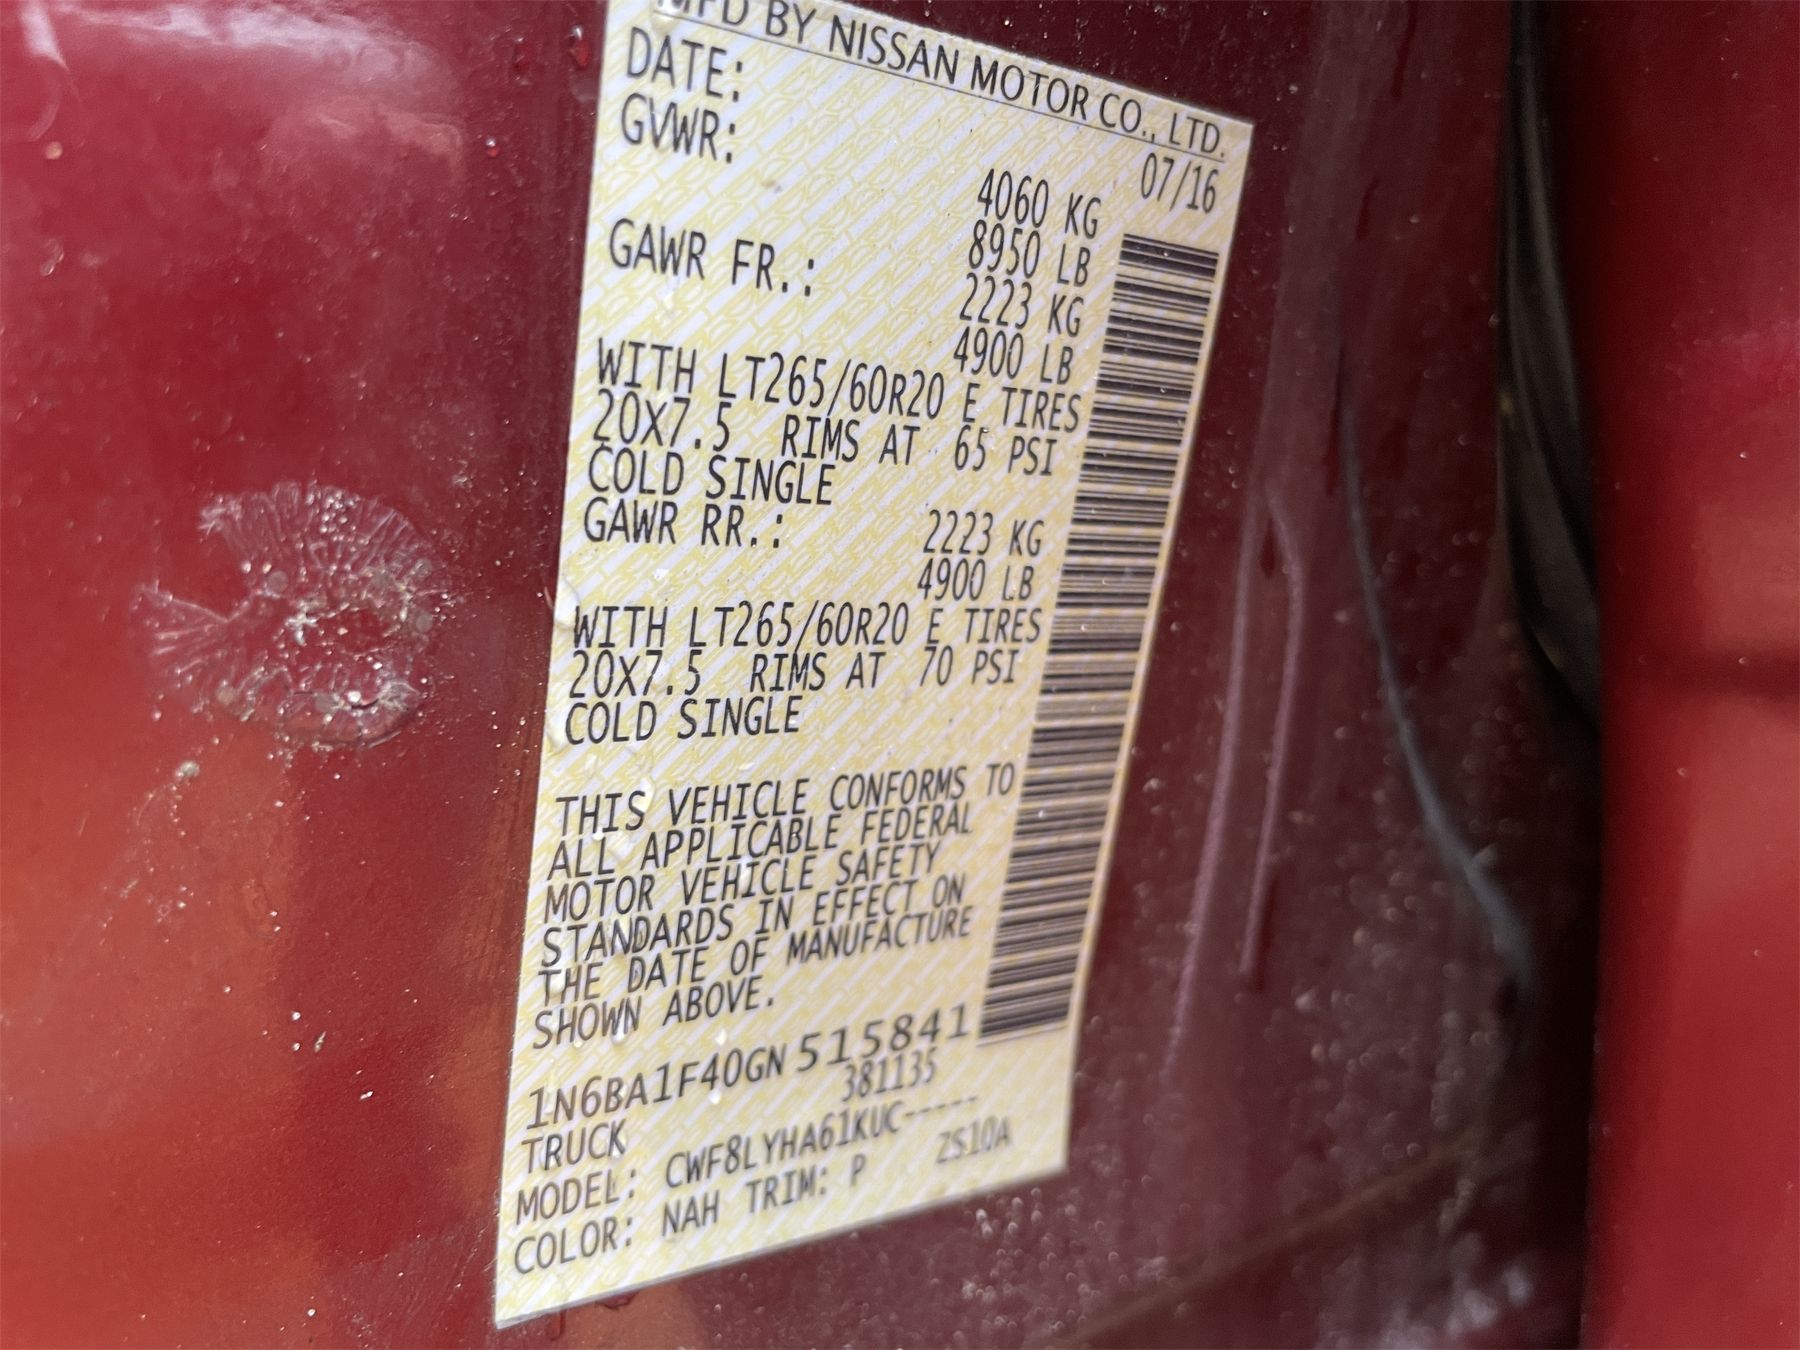 MFD BY NISSAN MOTOR CO., LTD.
DATE: 07/16
GVWR: 4060 KG
8950 LB
GAWR FR.: 2223 KG
4900 LB
WITH LT265/60R20 E TIRES
20X7.5 RIMS AT 65 PSI
COLD SINGLE
GAWR RR.: 2223 KG
4900 LB
WITH LT265/60R20 E TIRES
20X7.5 RIMS AT 70 PSI
COLD SINGLE
THIS VEHICLE CONFORMS TO
ALL APPLICABLE FEDERAL
MOTOR VEHICLE SAFETY
STANDARDS IN EFFECT ON
THE DATE OF MANUFACTURE
SHOWN ABOVE.
1N6BA1F40GN 515841
TRUCK 381135
MODEL: CWF8LYHA61KUC-----
COLOR: NAH TRIM: P ZS10A